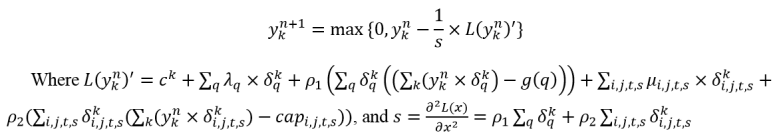 y_k^{n+1} = max {0, y_k^n − 1/s × L(y_k^n)′}
Where L(y_k^n)′ = c^k + ∑_q λ_q × δ_q^k + ρ_1 (∑_q δ_q^k ((∑_k(y_k^n × δ_q^k) − g(q))) + ∑_{i,j,t,s} μ_{i,j,t,s} × δ_{i,j,t,s}^k +
ρ_2(∑_{i,j,t,s} δ_{i,j,t,s}^k (∑_k(y_k^n × δ_{i,j,t,s}^k) − cap_{i,j,t,s})), and s = ∂²L(x)/∂x² = ρ_1 ∑_q δ_q^k + ρ_2 ∑_{i,j,t,s} δ_{i,j,t,s}^k